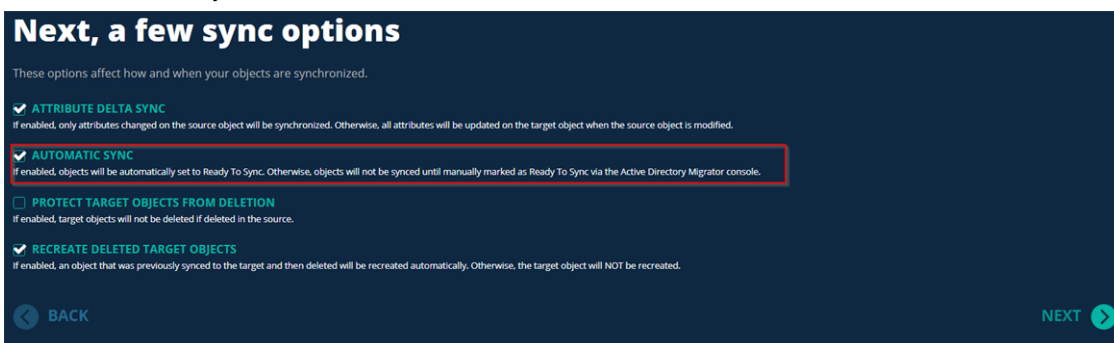 Next, a few sync options
These options affect how and when your objects are synchronized.
ATTRIBUTE DELTA SYNC
If enabled, only attributes changed on the source object will be synchronized. Otherwise, all attributes will be updated on the target object when the source object is modified.
AUTOMATIC SYNC
If enabled, objects will be automatically set to Ready To Sync. Otherwise, objects will not be synced until manually marked as Ready To Sync via the Active Directory Migrator console.
PROTECT TARGET OBJECTS FROM DELETION
If enabled, target objects will not be deleted if deleted in the source.
RECREATE DELETED TARGET OBJECTS
If enabled, an object that was previously synced to the target and then deleted will be recreated automatically. Otherwise, the target object will NOT be recreated.
BACK
NEXT